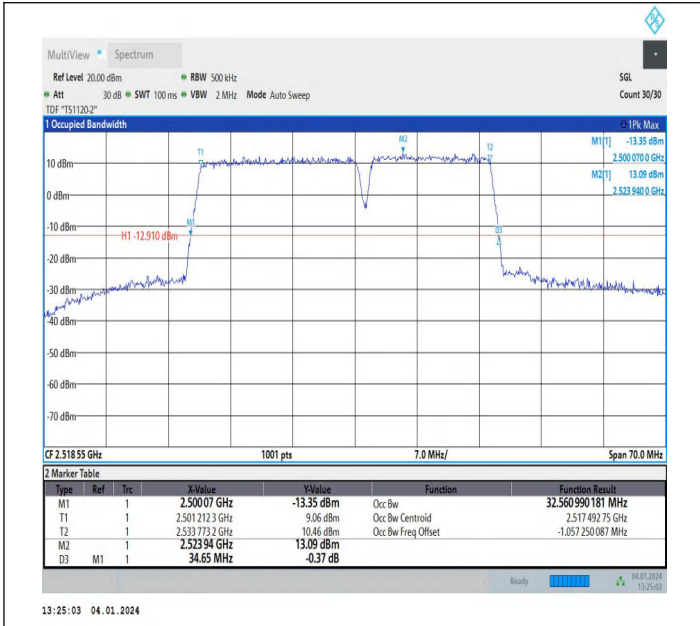 R S
MultiView Spectrum
Ref Level 20.00 dBm RBW 500 kHz SGL
Att 30 dB SWT 100 ms VBW 2 MHz Mode Auto Sweep Count 30/30
TDF "TS1120-2"
1 Occupied Bandwidth 1Pk Max
M1[1] -13.35 dBm
2.500 070 0 GHz
M2[1] 13.09 dBm
2.523 940 0 GHz
M2
T1
T2
10 dBm
0 dBm
-10 dBm
M1
D3
H1 -12.910 dBm
-20 dBm
-30 dBm
-40 dBm
-50 dBm
-60 dBm
-70 dBm
CF 2.518 55 GHz 1001 pts 7.0 MHz/ Span 70.0 MHz
2 Marker Table
Type Ref Trc X-Value Y-Value Function Function Result
M1 1 2.50007 GHz -13.35 dBm Occ Bw 32.560 990 181 MHz
T1 1 2.501 212 3 GHz 9.06 dBm Occ Bw Centroid 2.517 492 75 GHz
T2 1 2.533 773 2 GHz 10.46 dBm Occ Bw Freq Offset -1.057 250 087 MHz
M2 1 2.523 94 GHz 13.09 dBm
D3 M1 1 34.65 MHz -0.37 dB
Ready 04.01.2024
13:25:02
13:25:03 04.01.2024